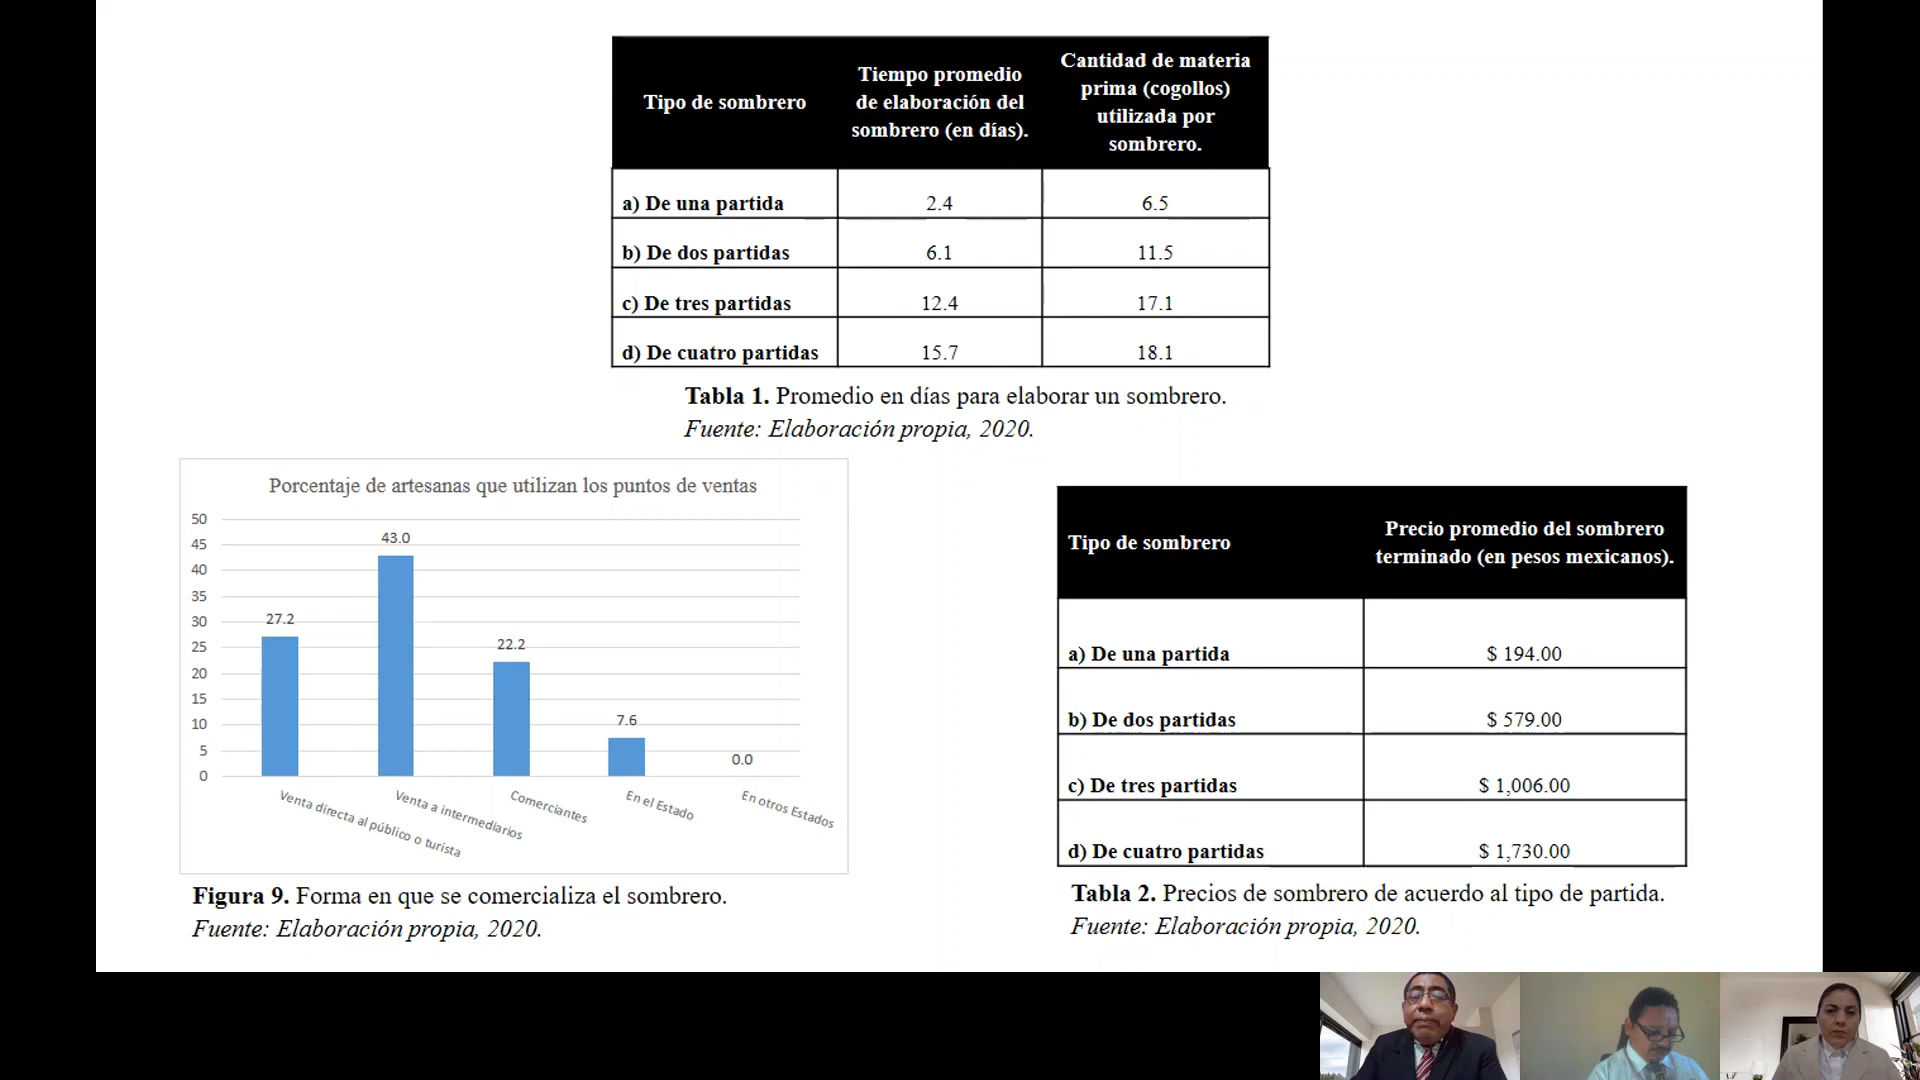 Tipo de sombrero
Tiempo promedio
de elaboración del
sombrero (en días).
Cantidad de materia
prima (cogollos)
utilizada por
sombrero.
a) De una partida 2.4 6.5
b) De dos partidas 6.1 11.5
c) De tres partidas 12.4 17.1
d) De cuatro partidas 15.7 18.1
Tabla 1. Promedio en días para elaborar un sombrero.
Fuente: Elaboración propia, 2020.
Porcentaje de artesanas que utilizan los puntos de ventas
50
45
40
35
30
25
20
15
10
5
0
27.2
43.0
22.2
7.6
0.0
Venta directa al público o turista
Venta a intermediarios
Comerciantes
En el Estado
En otros Estados
Figura 9. Forma en que se comercializa el sombrero.
Fuente: Elaboración propia, 2020.
Tipo de sombrero
Precio promedio del sombrero
terminado (en pesos mexicanos).
a) De una partida $ 194.00
b) De dos partidas $ 579.00
c) De tres partidas $ 1,006.00
d) De cuatro partidas $ 1,730.00
Tabla 2. Precios de sombrero de acuerdo al tipo de partida.
Fuente: Elaboración propia, 2020.